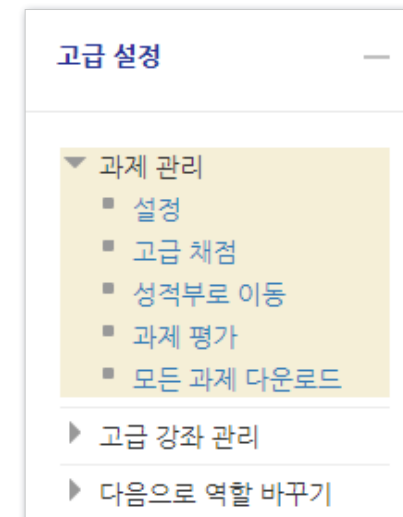 고급 설정
과제 관리
설정
고급 채점
성적부로 이동
과제 평가
모든 과제 다운로드
고급 강좌 관리
다음으로 역할 바꾸기